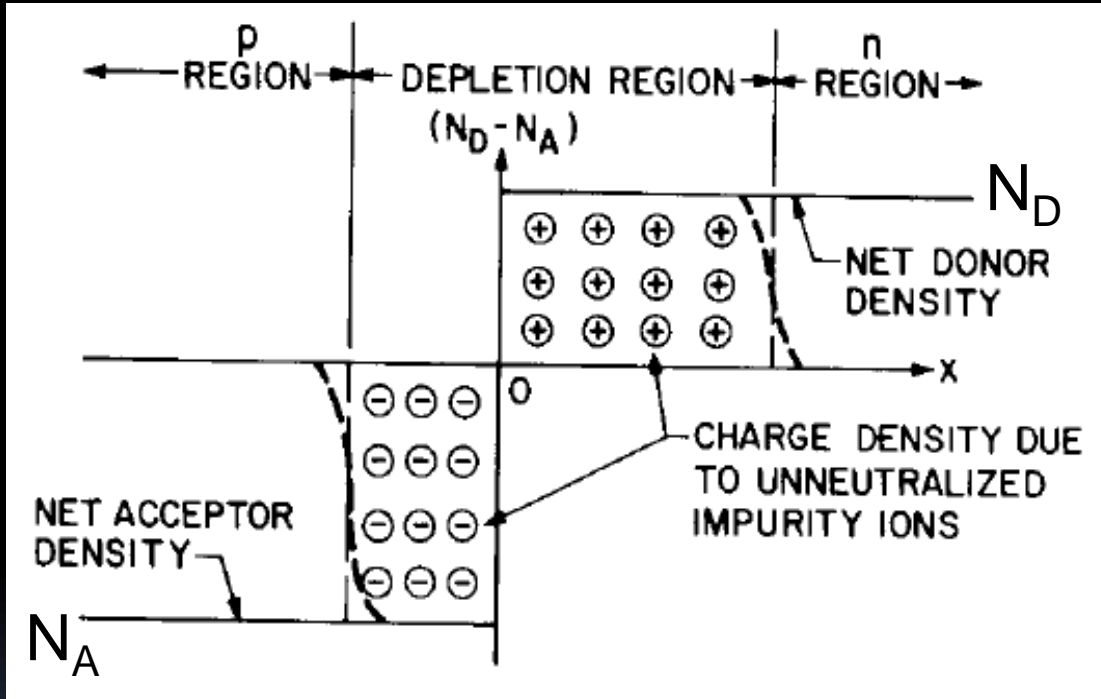 p
REGION
DEPLETION REGION
n
REGION
(N_D - N_A)
N_D
NET DONOR
DENSITY
x
0
CHARGE DENSITY DUE
TO UNNEUTRALIZED
IMPURITY IONS
NET ACCEPTOR
DENSITY
N_A
+ + + +
+ + + +
+ + + +
− − −
− − −
− − −
− − −